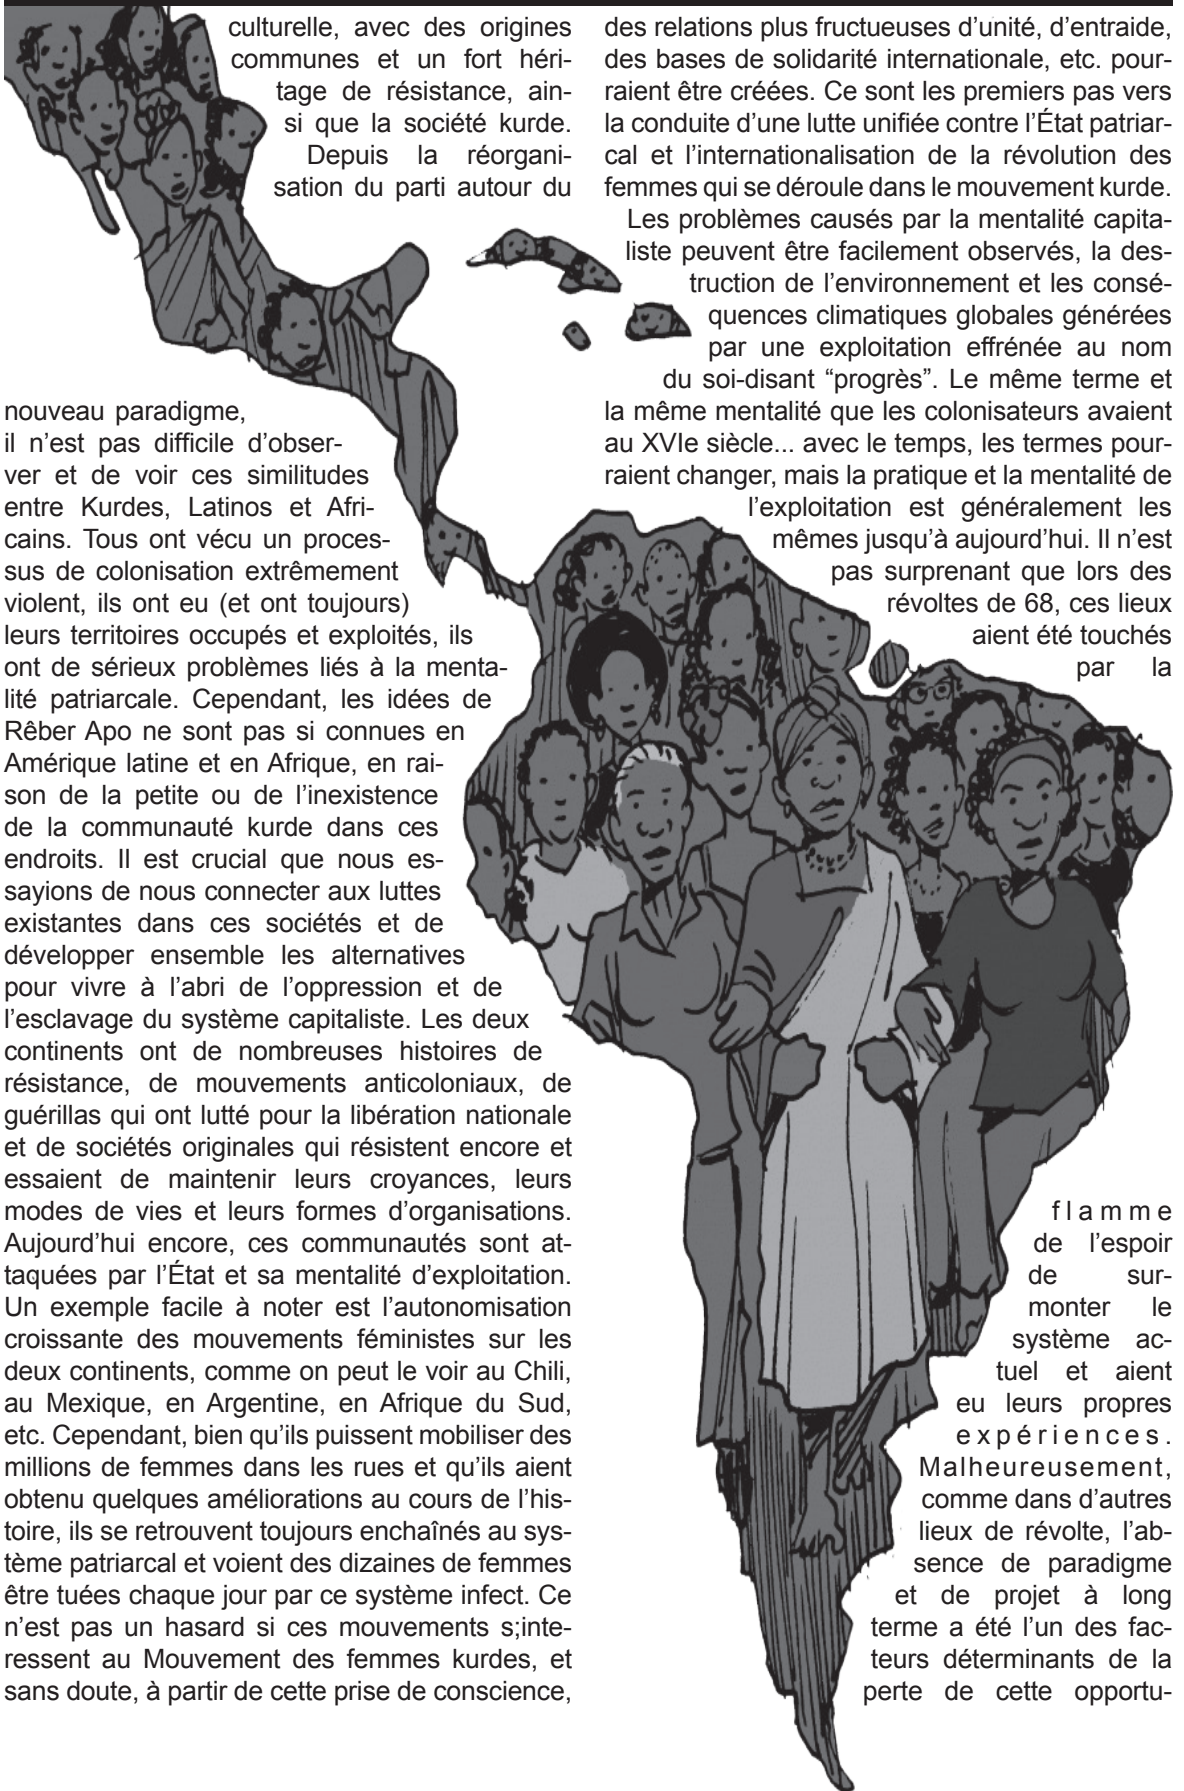 culturelle, avec des origines
communes et un fort héri-
tage de résistance, ain-
si que la société kurde.
Depuis la réorgani-
sation du parti autour du
nouveau paradigme,
il n’est pas difficile d’obser-
ver et de voir ces similitudes
entre Kurdes, Latinos et Afri-
cains. Tous ont vécu un proces-
sus de colonisation extrêmement
violent, ils ont eu (et ont toujours)
leurs territoires occupés et exploités, ils
ont de sérieux problèmes liés à la menta-
lité patriarcale. Cependant, les idées de
Rêber Apo ne sont pas si connues en
Amérique latine et en Afrique, en rai-
son de la petite ou de l’inexistence
de la communauté kurde dans ces
endroits. Il est crucial que nous es-
sayions de nous connecter aux luttes
existantes dans ces sociétés et de
développer ensemble les alternatives
pour vivre à l’abri de l’oppression et de
l’esclavage du système capitaliste. Les deux
continents ont de nombreuses histoires de
résistance, de mouvements anticoloniaux, de
guérillas qui ont lutté pour la libération nationale
et de sociétés originales qui résistent encore et
essaient de maintenir leurs croyances, leurs
modes de vies et leurs formes d’organisations.
Aujourd’hui encore, ces communautés sont at-
taquées par l’État et sa mentalité d’exploitation.
Un exemple facile à noter est l’autonomisation
croissante des mouvements féministes sur les
deux continents, comme on peut le voir au Chili,
au Mexique, en Argentine, en Afrique du Sud,
etc. Cependant, bien qu’ils puissent mobiliser des
millions de femmes dans les rues et qu’ils aient
obtenu quelques améliorations au cours de l’his-
toire, ils se retrouvent toujours enchaînés au sys-
tème patriarcal et voient des dizaines de femmes
être tuées chaque jour par ce système infect. Ce
n’est pas un hasard si ces mouvements s;inte-
ressent au Mouvement des femmes kurdes, et
sans doute, à partir de cette prise de conscience,
des relations plus fructueuses d’unité, d’entraide,
des bases de solidarité internationale, etc. pour-
raient être créées. Ce sont les premiers pas vers
la conduite d’une lutte unifiée contre l’État patriar-
cal et l’internationalisation de la révolution des
femmes qui se déroule dans le mouvement kurde.
Les problèmes causés par la mentalité capita-
liste peuvent être facilement observés, la des-
truction de l’environnement et les consé-
quences climatiques globales générées
par une exploitation effrénée au nom
du soi-disant “progrès”. Le même terme et
la même mentalité que les colonisateurs avaient
au XVIe siècle... avec le temps, les termes pour-
raient changer, mais la pratique et la mentalité de
l’exploitation est généralement les
mêmes jusqu’à aujourd’hui. Il n’est
pas surprenant que lors des
révoltes de 68, ces lieux
aient été touchés
par la
flamme
de l’espoir
de sur-
monter le
système ac-
tuel et aient
eu leurs propres
expériences.
Malheureusement,
comme dans d’autres
lieux de révolte, l’ab-
sence de paradigme
et de projet à long
terme a été l’un des fac-
teurs déterminants de la
perte de cette opportu-